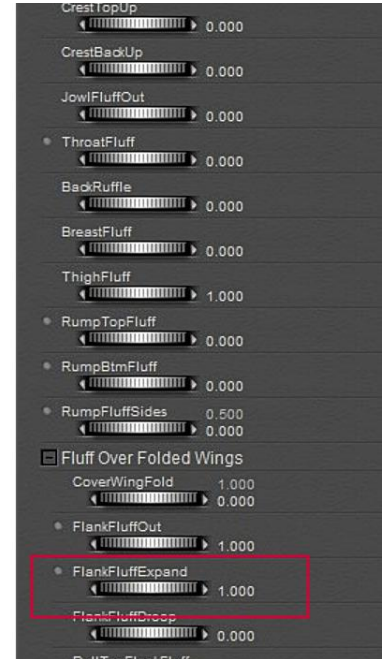 CrestTopUp
0.000
CrestBackUp
0.000
JowlFluffOut
0.000
ThroatFluff
0.000
BackRuffle
0.000
BreastFluff
0.000
ThighFluff
1.000
RumpTopFluff
0.000
RumpBtmFluff
0.000
RumpFluffSides 0.500
0.000
Fluff Over Folded Wings
CoverWingFold 1.000
0.000
FlankFluffOut
1.000
FlankFluffExpand
1.000
FlankFluffDroop
0.000